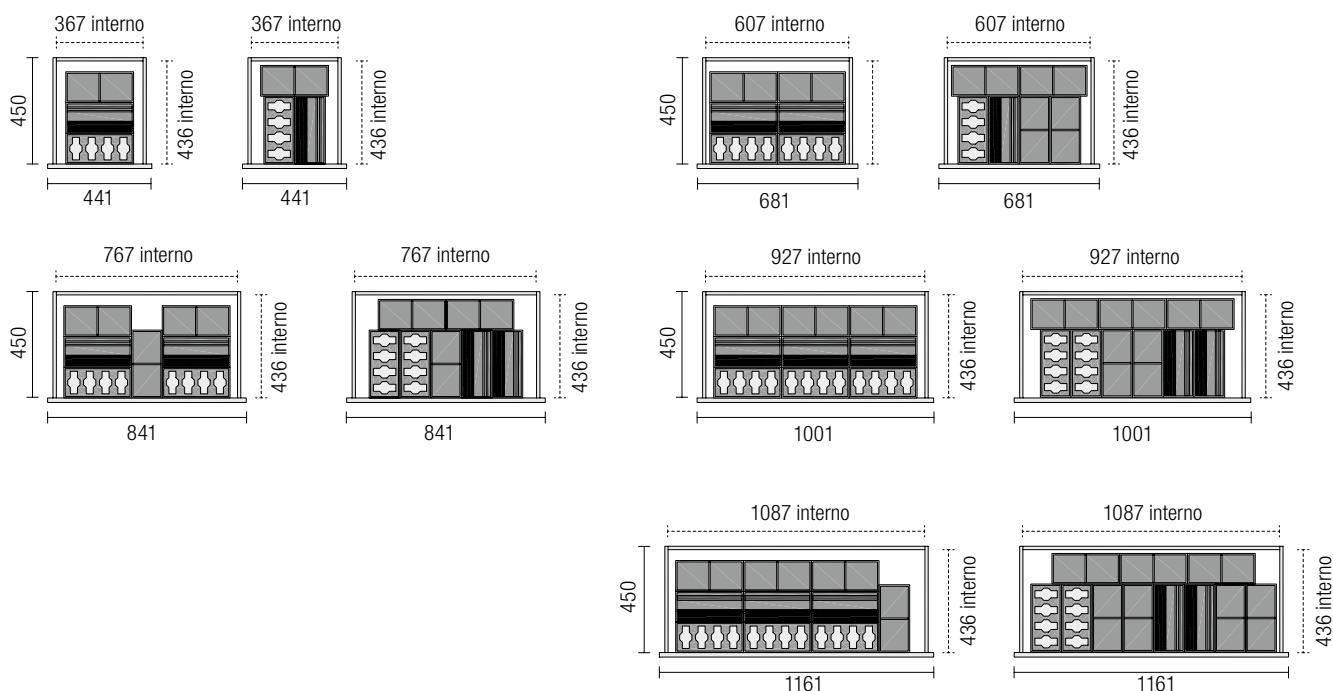 367 interno
367 interno
607 interno
607 interno
450
436 interno
436 interno
450
436 interno
441
441
681
681
767 interno
767 interno
927 interno
927 interno
450
436 interno
436 interno
450
436 interno
436 interno
841
841
1001
1001
1087 interno
1087 interno
450
436 interno
436 interno
1161
1161